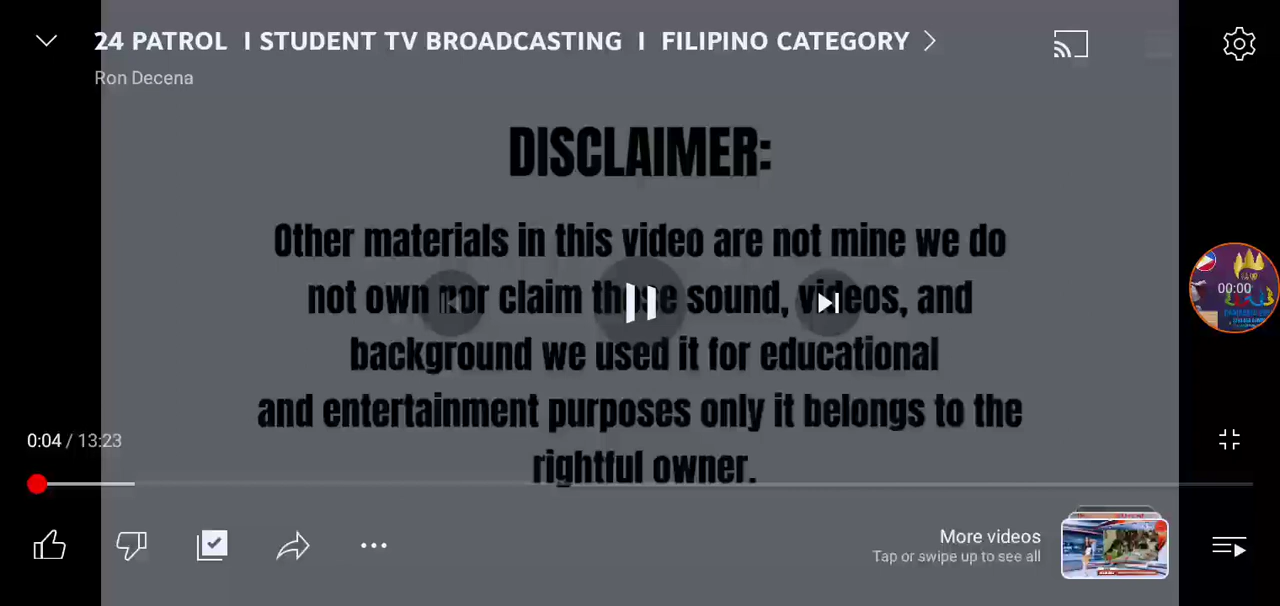 24 PATROL I STUDENT TV BROADCASTING I FILIPINO CATEGORY
Ron Decena
DISCLAIMER:
Other materials in this video are not mine we do
not own nor claim those sound, videos, and
background we used it for educational
and entertainment purposes only it belongs to the
rightful owner.
00:00
0:04 / 13:23
More videos
Tap or swipe up to see all